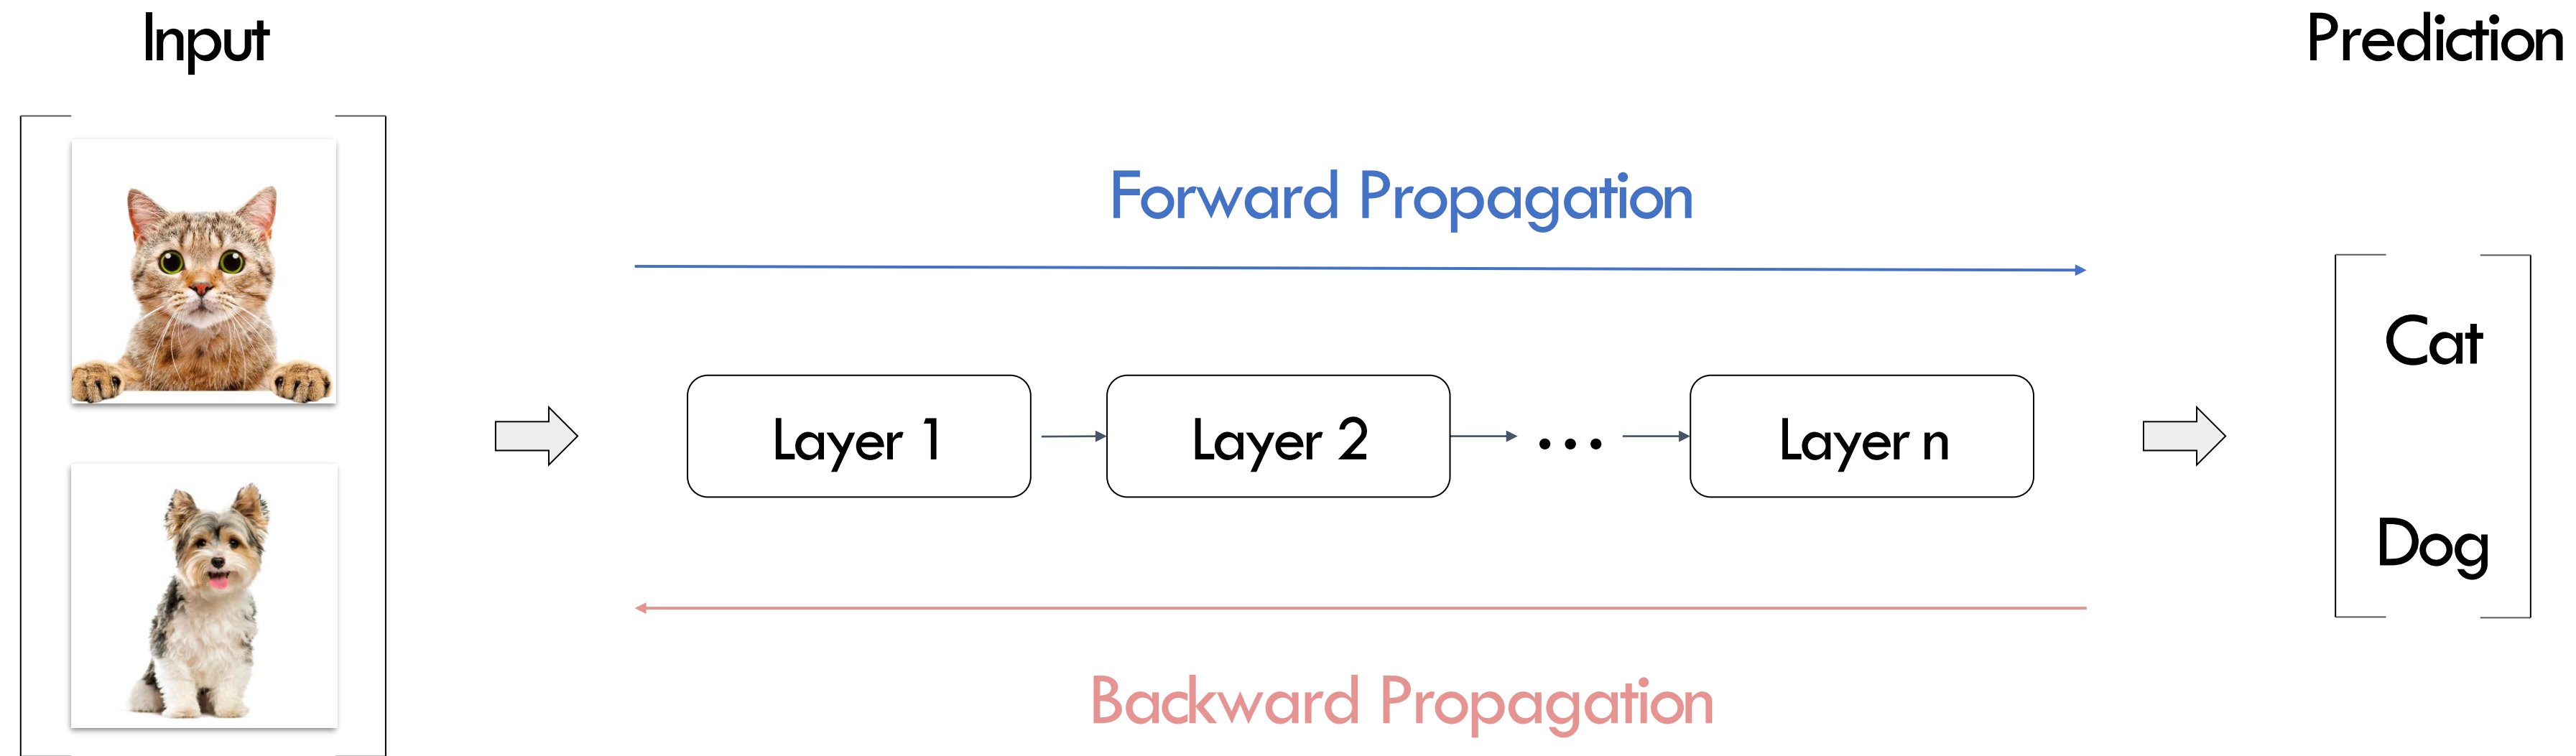 Input
Prediction
Forward Propagation
Layer 1
Layer 2
...
Layer n
Cat
Dog
Backward Propagation